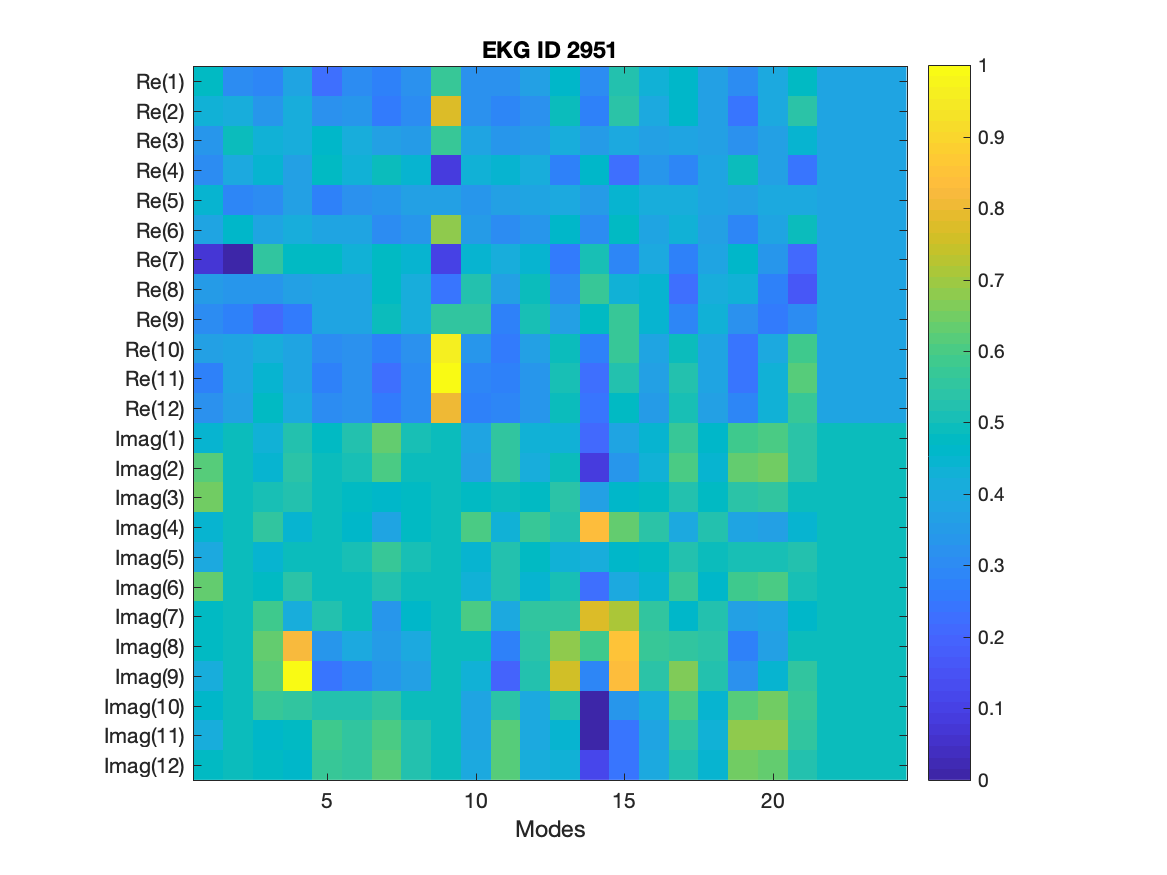 EKG ID 2951
Re(1)
Re(2)
Re(3)
Re(4)
Re(5)
Re(6)
Re(7)
Re(8)
Re(9)
Re(10)
Re(11)
Re(12)
Imag(1)
Imag(2)
Imag(3)
Imag(4)
Imag(5)
Imag(6)
Imag(7)
Imag(8)
Imag(9)
Imag(10)
Imag(11)
Imag(12)
5 10 15 20
Modes
1
0.9
0.8
0.7
0.6
0.5
0.4
0.3
0.2
0.1
0